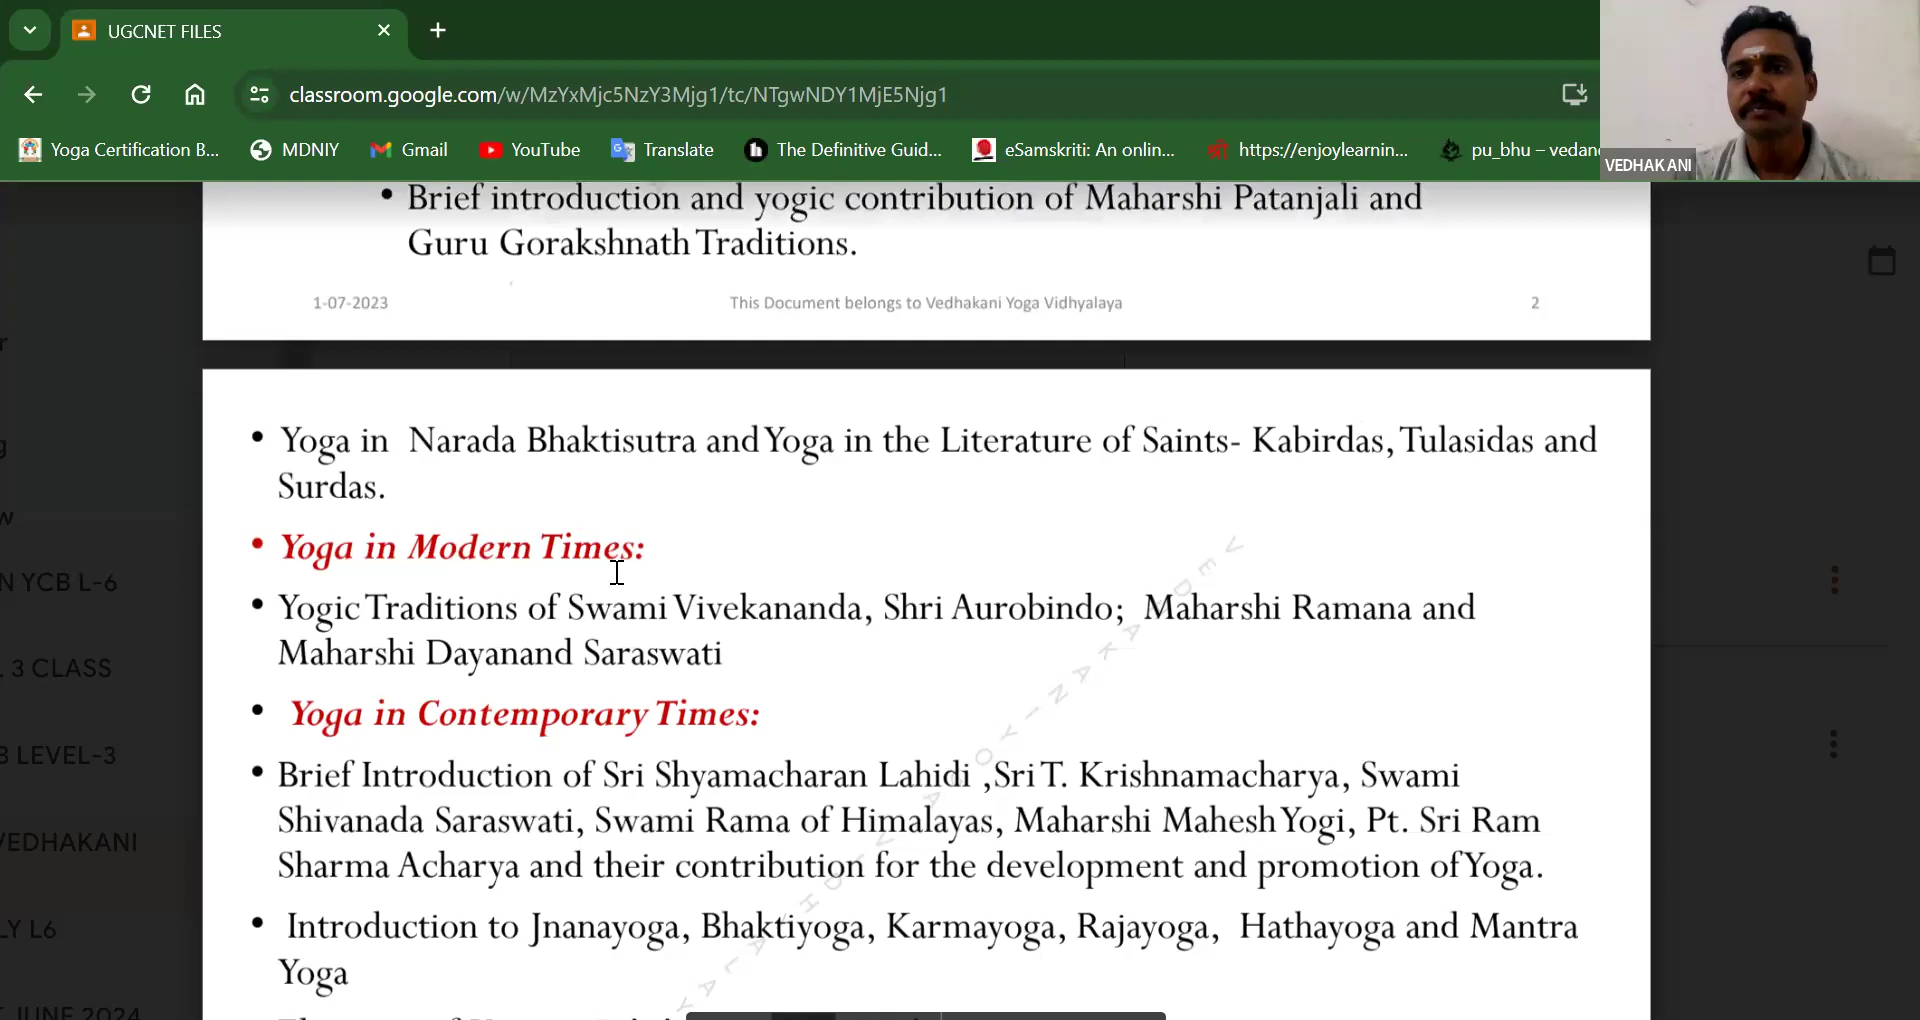 UGCNET FILES
classroom.google.com/w/MzYxMjc5NzY3Mjg1/tc/NTgwNDY1MjE5Njg1
Yoga Certification B...
MDNIY
Gmail
YouTube
Translate
The Definitive Guid...
eSamskriti: An onlin...
https://enjoylearnin...
pu_bhu – vedan
VEDHAKANI
• Brief introduction and yogic contribution of Maharshi Patanjali and
Guru Gorakshnath Traditions.
1-07-2023
This Document belongs to Vedhakani Yoga Vidhyalaya
2
• Yoga in Narada Bhaktisutra and Yoga in the Literature of Saints- Kabirdas, Tulasidas and
Surdas.
• Yoga in Modern Times:
• Yogic Traditions of Swami Vivekananda, Shri Aurobindo; Maharshi Ramana and
Maharshi Dayanand Saraswati
• Yoga in Contemporary Times:
• Brief Introduction of Sri Shyamacharan Lahidi ,Sri T. Krishnamacharya, Swami
Shivanada Saraswati, Swami Rama of Himalayas, Maharshi Mahesh Yogi, Pt. Sri Ram
Sharma Acharya and their contribution for the development and promotion of Yoga.
• Introduction to Jnanayoga, Bhaktiyoga, Karmayoga, Rajayoga, Hathayoga and Mantra
Yoga
N YCB L-6
3 CLASS
LEVEL-3
VEDHAKANI
LY L6
JUNE 2024